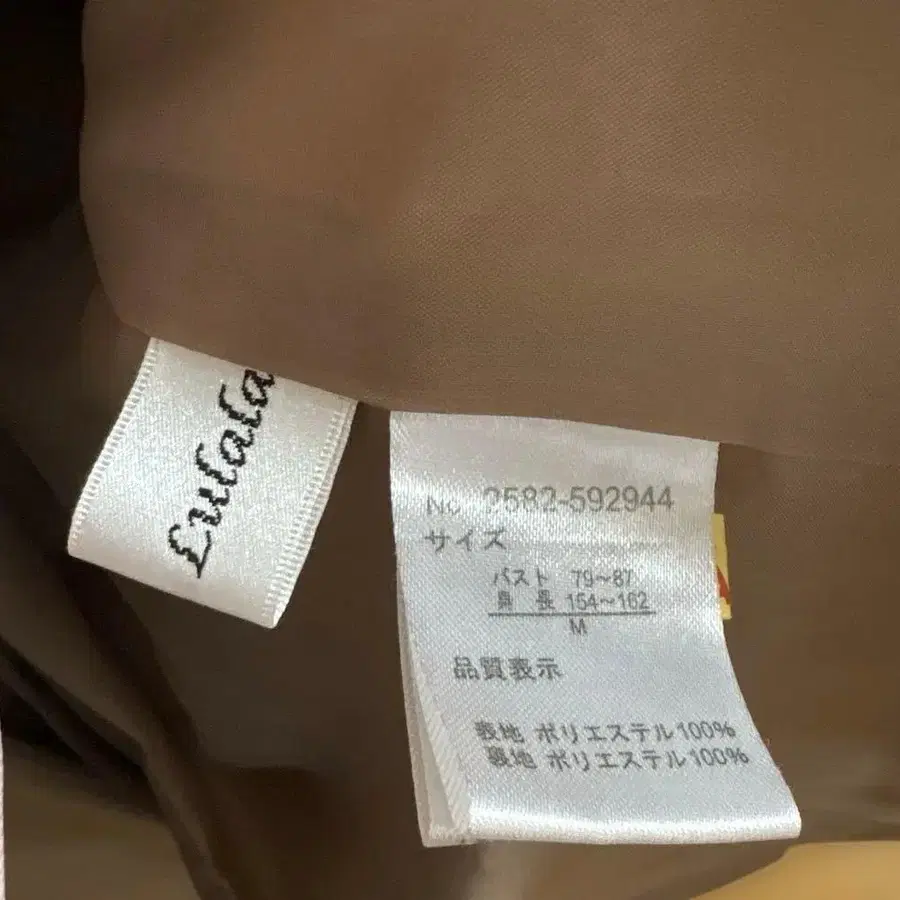 Lulala
No. 2582-592944
サイズ
バスト 79～87
身長 154～162
M
品質表示
表地 ポリエステル100%
裏地 ポリエステル100%